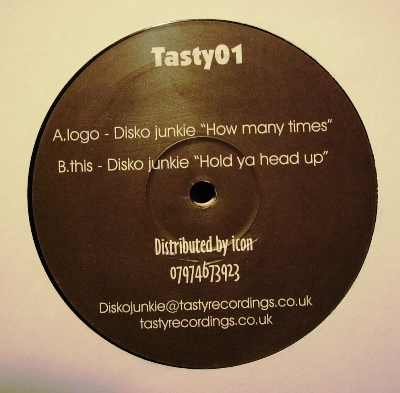 Tasty01
A.logo - Disko junkie "How many times"
B.this - Disko junkie "Hold ya head up"
Distributed by icon
07974673923
Diskojunkie@tastyrecordings.co.uk
tastyrecordings.co.uk